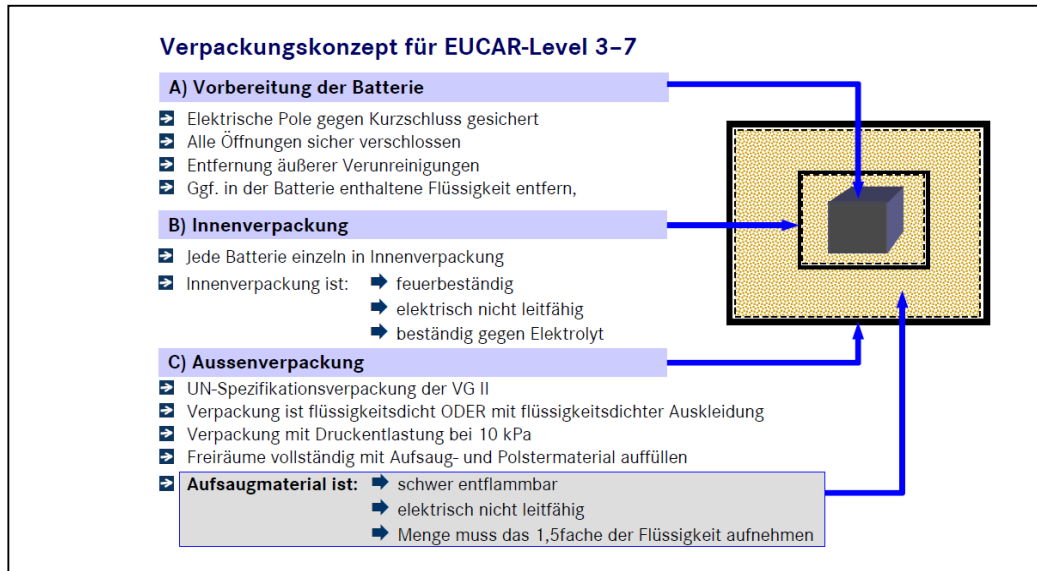 Verpackungskonzept für EUCAR-Level 3–7
A) Vorbereitung der Batterie
Elektrische Pole gegen Kurzschluss gesichert
Alle Öffnungen sicher verschlossen
Entfernung äußerer Verunreinigungen
Ggf. in der Batterie enthaltene Flüssigkeit entfern,
B) Innenverpackung
Jede Batterie einzeln in Innenverpackung
Innenverpackung ist: feuerbeständig
elektrisch nicht leitfähig
beständig gegen Elektrolyt
C) Aussenverpackung
UN-Spezifikationsverpackung der VG II
Verpackung ist flüssigkeitsdicht ODER mit flüssigkeitsdichter Auskleidung
Verpackung mit Druckentlastung bei 10 kPa
Freiräume vollständig mit Aufsaug- und Polstermaterial auffüllen
Aufsaugmaterial ist: schwer entflammbar
elektrisch nicht leitfähig
Menge muss das 1,5fache der Flüssigkeit aufnehmen